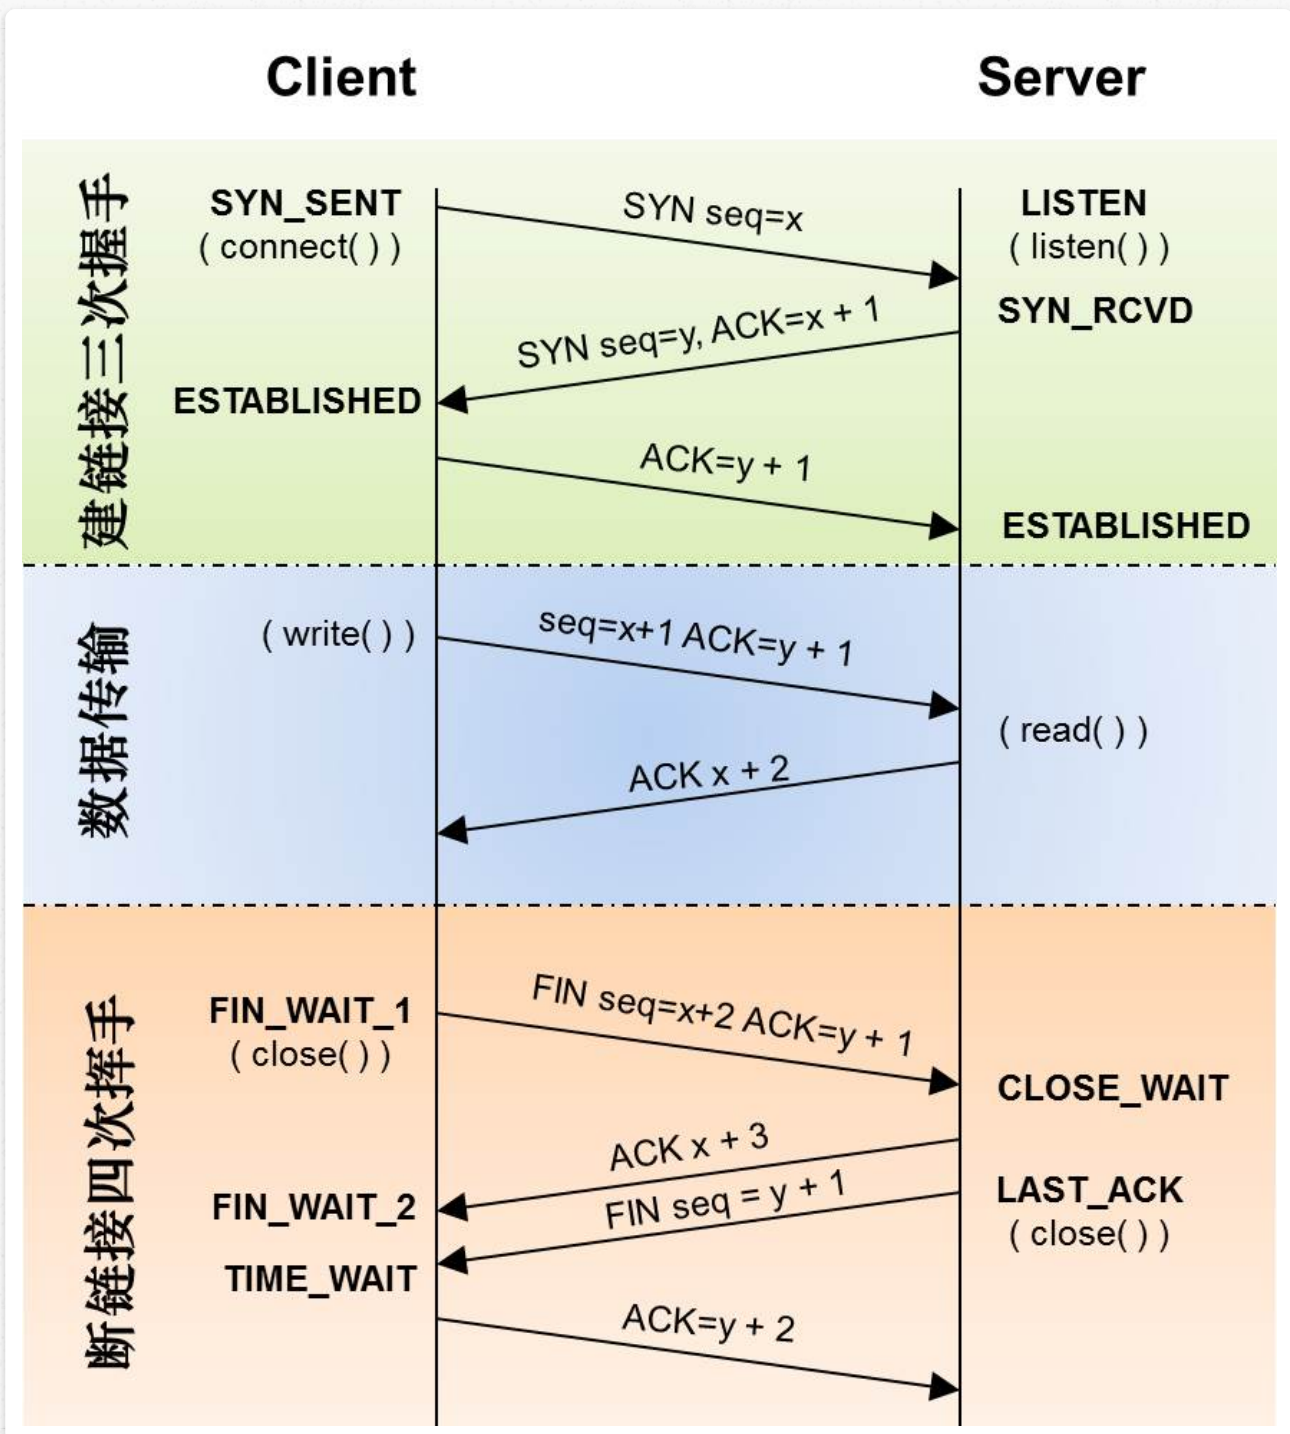 Client
Server
建链接三次握手
SYN_SENT
( connect( ) )
SYN seq=x
LISTEN
( listen( ) )
SYN_RCVD
SYN seq=y, ACK=x + 1
ESTABLISHED
ACK=y + 1
ESTABLISHED
数据传输
( write( ) )
seq=x+1 ACK=y + 1
( read( ) )
ACK x + 2
断链接四次挥手
FIN_WAIT_1
( close( ) )
FIN seq=x+2 ACK=y + 1
CLOSE_WAIT
ACK x + 3
FIN_WAIT_2
FIN seq = y + 1
LAST_ACK
( close( ) )
TIME_WAIT
ACK=y + 2